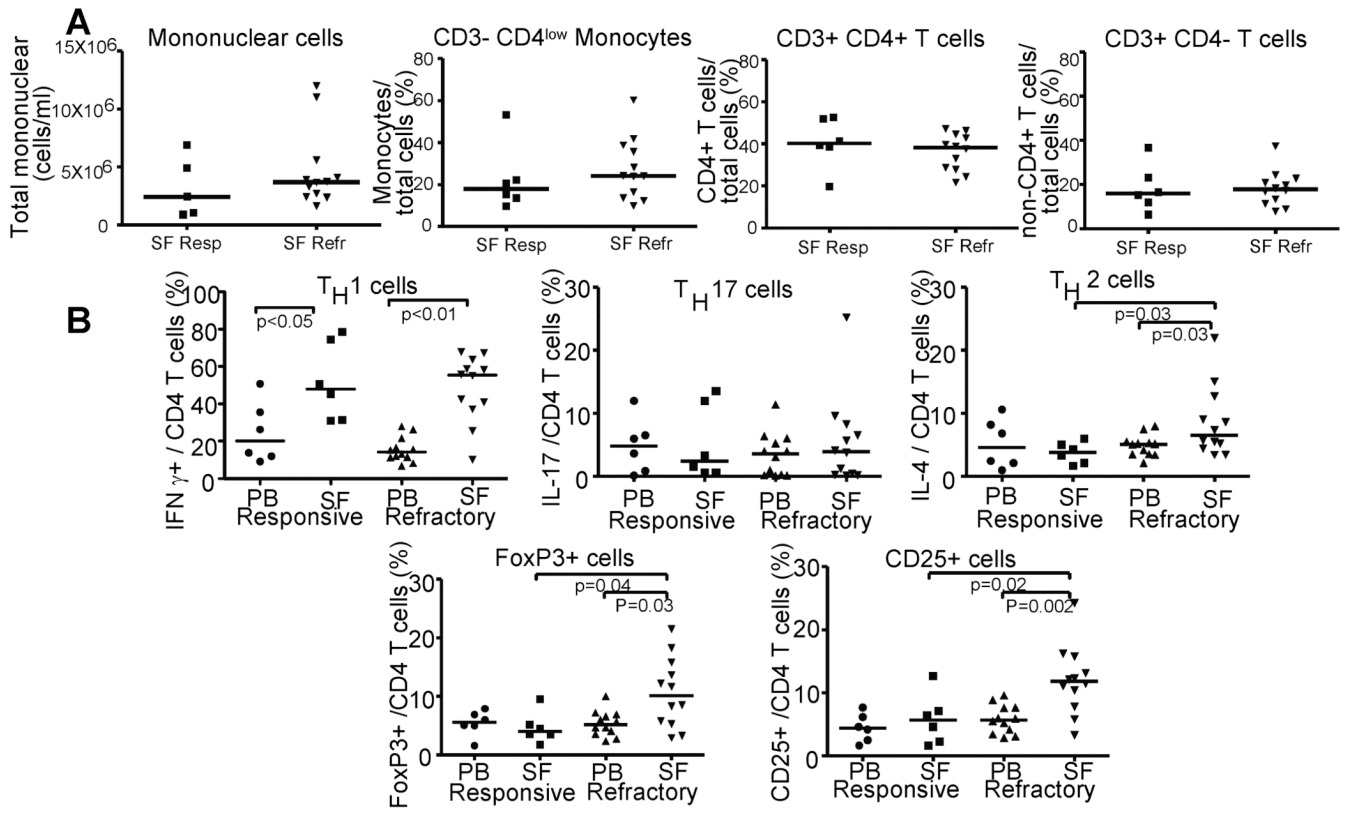 A
Mononuclear cells
Total mononuclear
(cells/ml)
15X10⁶
10X10⁶
5X10⁶
0
SF Resp
SF Refr
CD3- CD4low Monocytes
Monocytes/
total cells (%)
80
60
40
20
0
SF Resp
SF Refr
CD3+ CD4+ T cells
CD4+ T cells/
total cells (%)
80
60
40
20
0
SF Resp
SF Refr
CD3+ CD4- T cells
non-CD4+ T cells/
total cells (%)
80
60
40
20
0
SF Resp
SF Refr
B
TH1 cells
IFN γ+ / CD4 T cells (%)
100
80
60
40
20
0
p<0.05
p<0.01
PB SF PB SF
Responsive Refractory
TH17 cells
IL-17 /CD4 T cells (%)
30
20
10
0
PB SF PB SF
Responsive Refractory
TH2 cells
IL-4 / CD4 T cells (%)
30
20
10
0
p=0.03
p=0.03
PB SF PB SF
Responsive Refractory
FoxP3+ cells
FoxP3+ /CD4 T cells (%)
30
20
10
0
p=0.04
P=0.03
PB SF PB SF
Responsive Refractory
CD25+ cells
CD25+ /CD4 T cells (%)
30
20
10
0
p=0.02
P=0.002
PB SF PB SF
Responsive Refractory